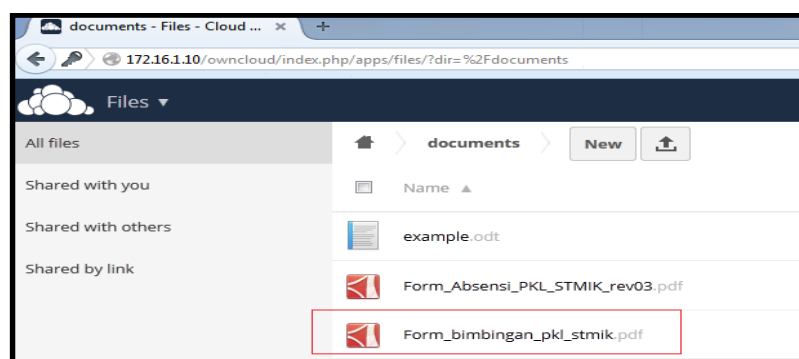 documents - Files - Cloud ...
172.16.1.10/owncloud/index.php/apps/files/?dir=%2Fdocuments
Files
All files
documents
New
Shared with you
Name
Shared with others
example.odt
Shared by link
Form_Absensi_PKL_STMIK_rev03.pdf
Form_bimbingan_pkl_stmik.pdf